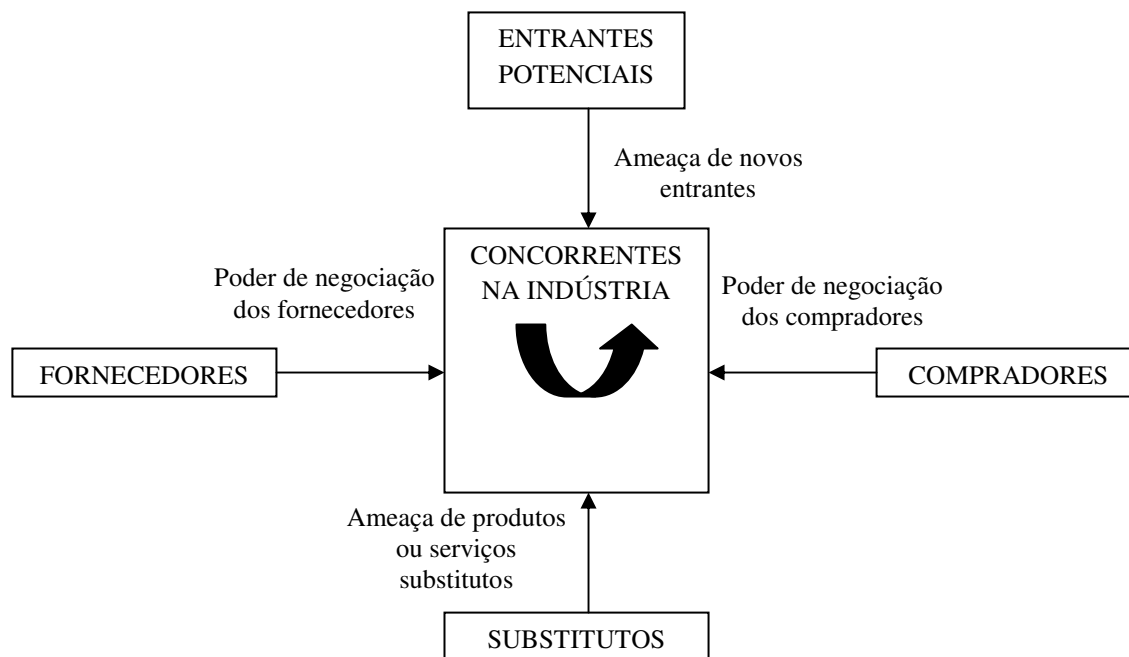 ENTRANTES
POTENCIAIS
Ameaça de novos
entrantes
CONCORRENTES
NA INDÚSTRIA
Poder de negociação
dos fornecedores
Poder de negociação
dos compradores
FORNECEDORES
COMPRADORES
Ameaça de produtos
ou serviços
substitutos
SUBSTITUTOS